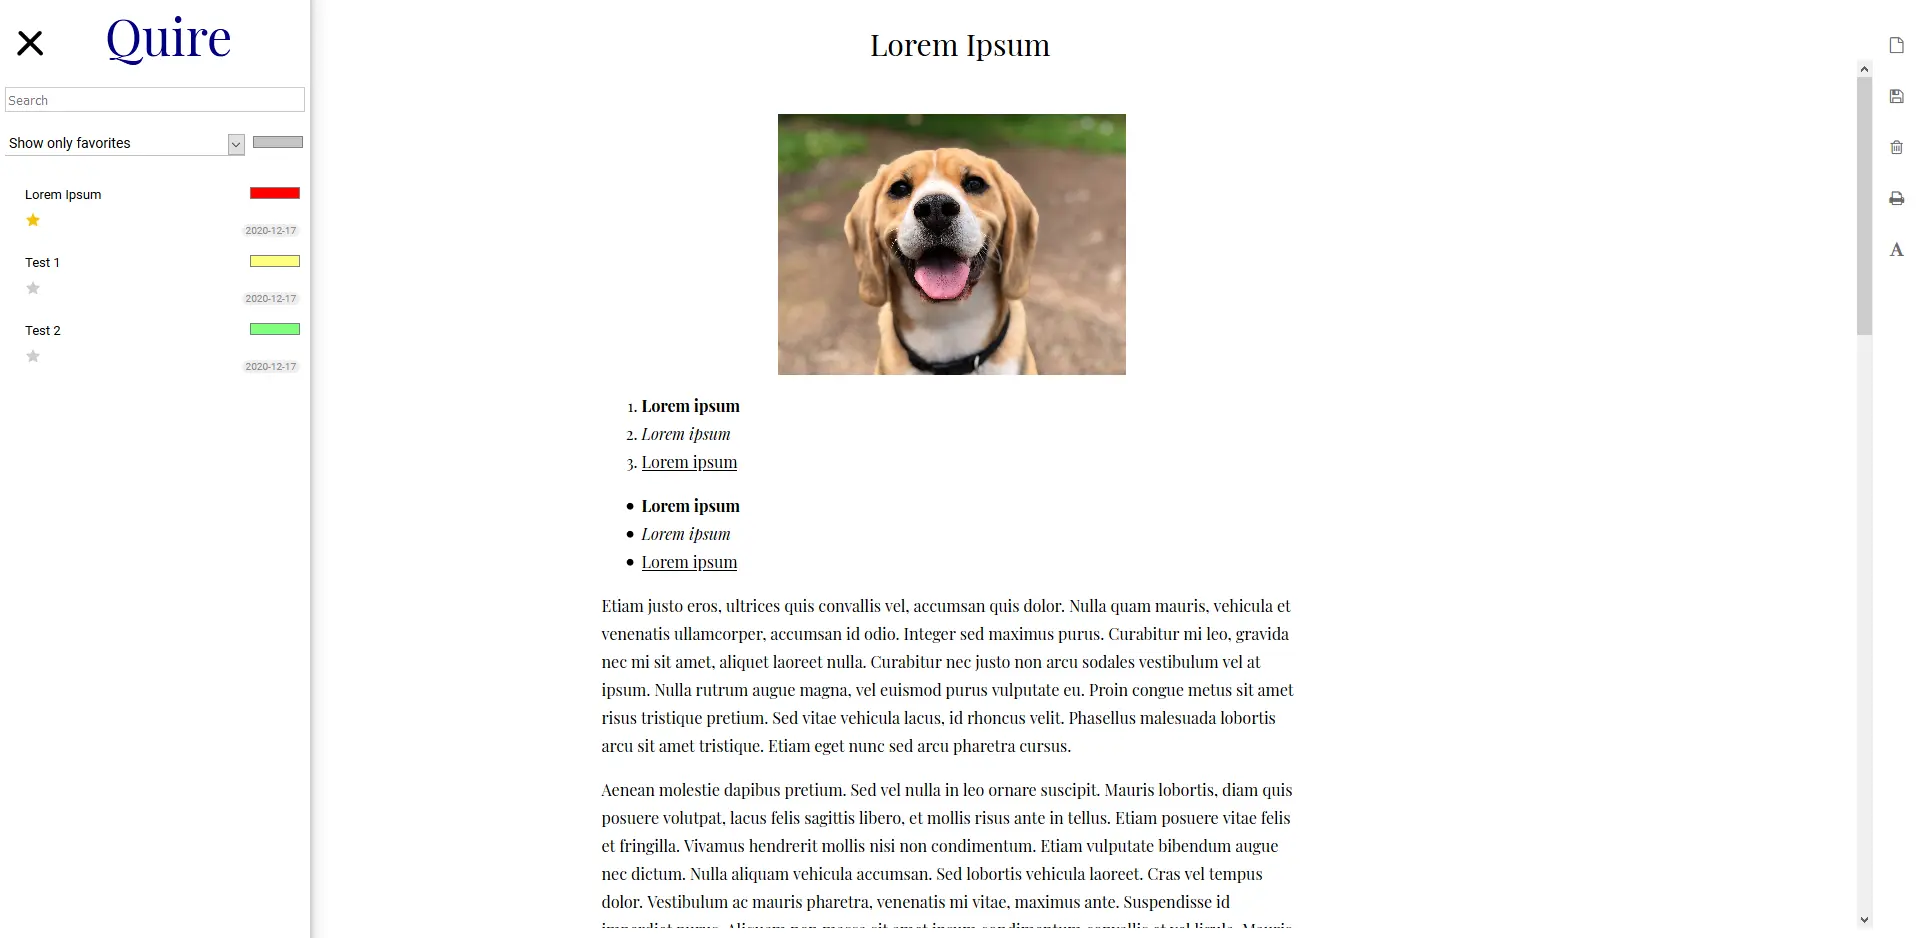 Quire
Search
Show only favorites
Lorem Ipsum
2020-12-17
Test 1
2020-12-17
Test 2
2020-12-17
Lorem Ipsum
1. Lorem ipsum
2. Lorem ipsum
3. Lorem ipsum
• Lorem ipsum
• Lorem ipsum
• Lorem ipsum
Etiam justo eros, ultrices quis convallis vel, accumsan quis dolor. Nulla quam mauris, vehicula et
venenatis ullamcorper, accumsan id odio. Integer sed maximus purus. Curabitur mi leo, gravida
nec mi sit amet, aliquet laoreet nulla. Curabitur nec justo non arcu sodales vestibulum vel at
ipsum. Nulla rutrum augue magna, vel euismod purus vulputate eu. Proin congue metus sit amet
risus tristique pretium. Sed vitae vehicula lacus, id rhoncus velit. Phasellus malesuada lobortis
arcu sit amet tristique. Etiam eget nunc sed arcu pharetra cursus.
Aenean molestie dapibus pretium. Sed vel nulla in leo ornare suscipit. Mauris lobortis, diam quis
posuere volutpat, lacus felis sagittis libero, et mollis risus ante in tellus. Etiam posuere vitae felis
et fringilla. Vivamus hendrerit mollis nisi non condimentum. Etiam vulputate bibendum augue
nec dictum. Nulla aliquam vehicula accumsan. Sed lobortis vehicula laoreet. Cras vel tempus
dolor. Vestibulum ac mauris pharetra, venenatis mi vitae, maximus ante. Suspendisse id
A